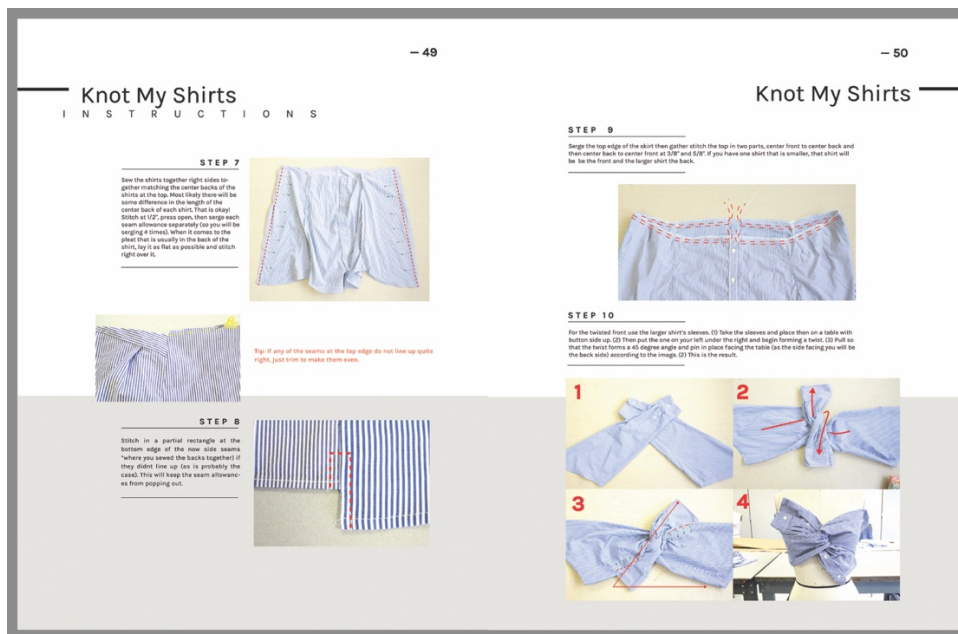 — 49
Knot My Shirts
INSTRUCTIONS
STEP 7
Sew the shirts together right sides to-
gether matching the center backs of the
shirts at the top. Most likely there will be
some difference in the length of the
center back of each shirt. That is okay!
Stitch at 1/2", press open, then serge each
seam allowance separately (so you will be
serging 4 times). When it comes to the
pleat that is usually in the back of the
shirt, lay it as flat as possible and stitch
right over it.
Tip: If any of the seams at the top edge do not line up quite
right, just trim to make them even.
STEP 8
Stitch in a partial rectangle at the
bottom edge of the now side seams
"where you sewed the backs together) if
they didnt line up (as is probably the
case). This will keep the seam allowanc-
es from popping out.
— 50
Knot My Shirts
STEP 9
Serge the top edge of the skirt then gather stitch the top in two parts, center front to center back and
then center back to center front at 3/8" and 5/8". If you have one shirt that is smaller, that shirt will
be be the front and the larger shirt the back.
STEP 10
For the twisted front use the larger shirt's sleeves. (1) Take the sleeves and place then on a table with
button side up. (2) Then put the one on your left under the right and begin forming a twist. (3) Pull so
that the twist forms a 45 degree angle and pin in place facing the table (as the side facing you will be
the back side) according to the image. (2) This is the result.
1
2
3
4